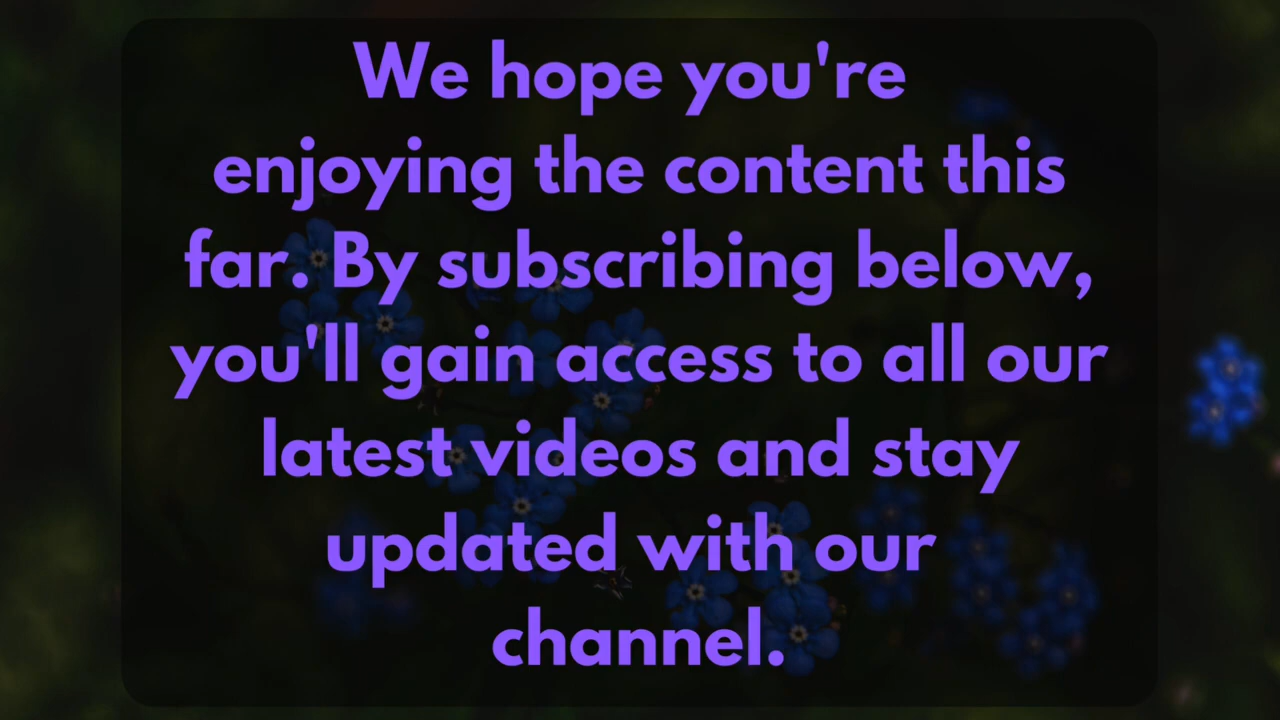 We hope you're
enjoying the content this
far. By subscribing below,
you'll gain access to all our
latest videos and stay
updated with our
channel.